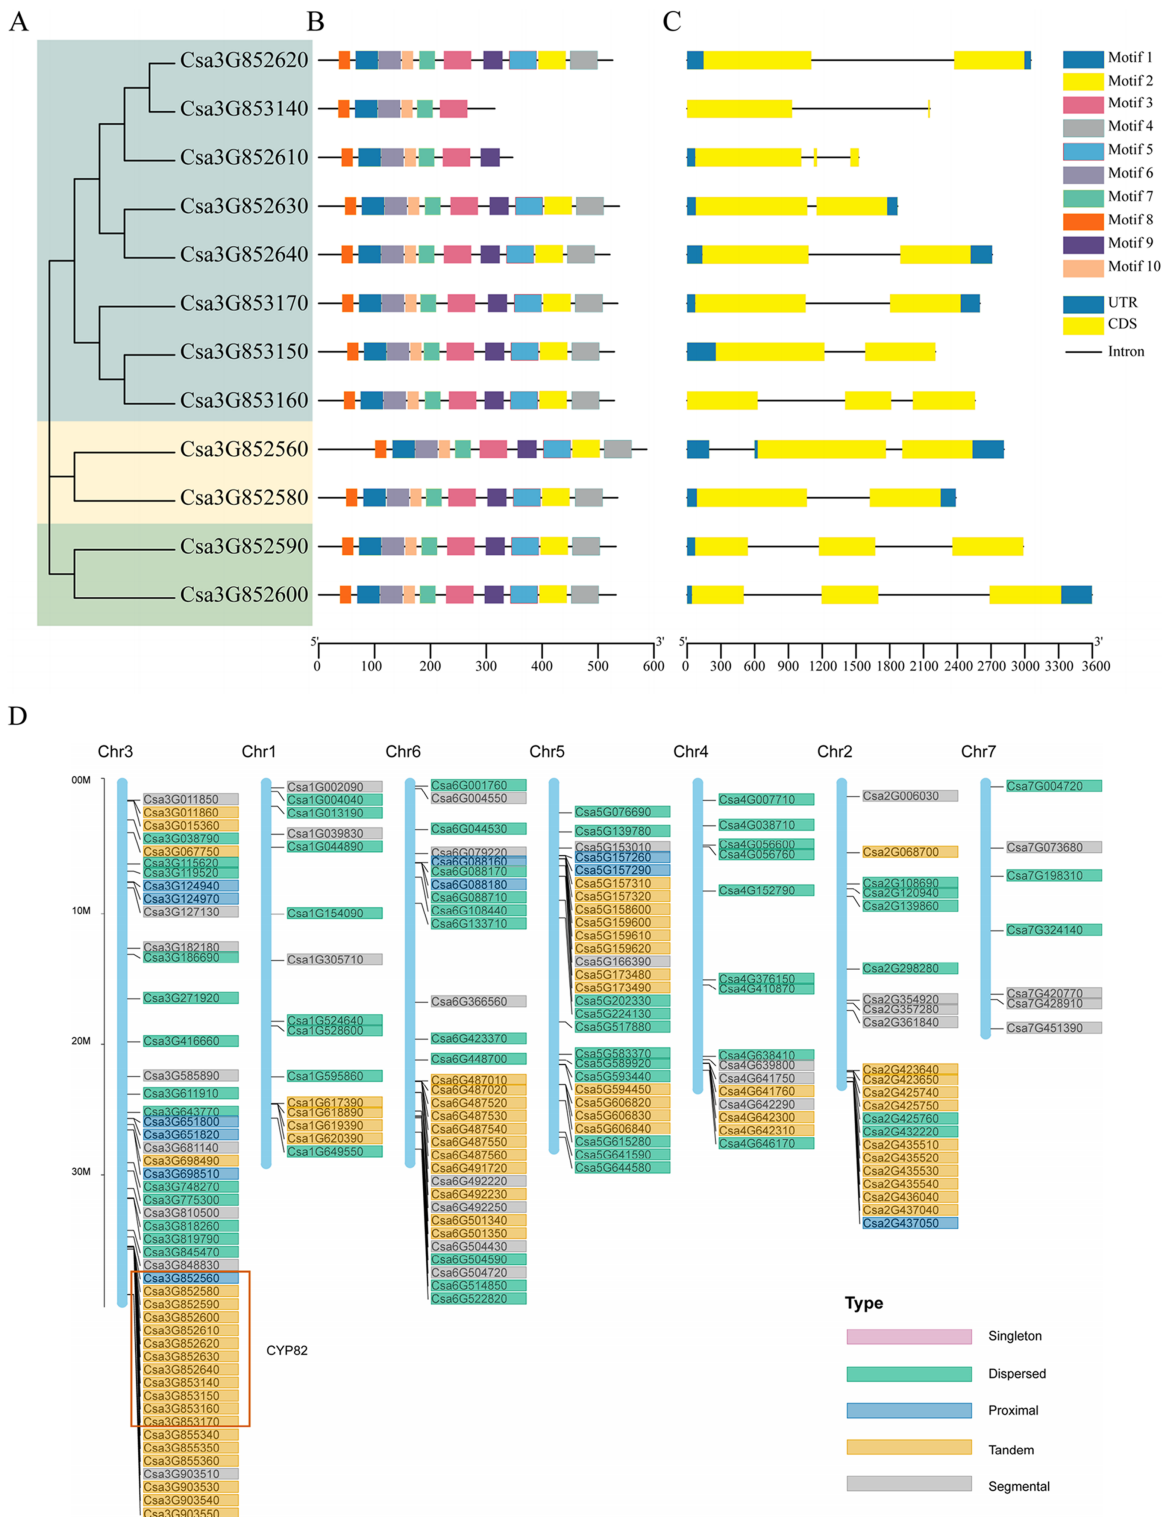 A
B
C
Csa3G852620
Csa3G853140
Csa3G852610
Csa3G852630
Csa3G852640
Csa3G853170
Csa3G853150
Csa3G853160
Csa3G852560
Csa3G852580
Csa3G852590
Csa3G852600
5' 3'
0 100 200 300 400 500 600
5' 3'
0 300 600 900 1200 1500 1800 2100 2400 2700 3000 3300 3600
Motif 1
Motif 2
Motif 3
Motif 4
Motif 5
Motif 6
Motif 7
Motif 8
Motif 9
Motif 10
UTR
CDS
Intron
D
Chr3 Chr1 Chr6 Chr5 Chr4 Chr2 Chr7
00M
10M
20M
30M
Csa3G011850
Csa3G011860
Csa3G015360
Csa3G038790
Csa3G067750
Csa3G115620
Csa3G119520
Csa3G124940
Csa3G124970
Csa3G127130
Csa3G182180
Csa3G186690
Csa3G271920
Csa3G416660
Csa3G585890
Csa3G611910
Csa3G643770
Csa3G651800
Csa3G651820
Csa3G681140
Csa3G698490
Csa3G698510
Csa3G748270
Csa3G775300
Csa3G810500
Csa3G818260
Csa3G819790
Csa3G845470
Csa3G848830
Csa3G852560
Csa3G852580
Csa3G852590
Csa3G852600
Csa3G852610
Csa3G852620
Csa3G852630
Csa3G852640
Csa3G853140
Csa3G853150
Csa3G853160
Csa3G853170
Csa3G855340
Csa3G855350
Csa3G855360
Csa3G903510
Csa3G903530
Csa3G903540
Csa3G903550
CYP82
Csa1G002090
Csa1G004040
Csa1G013190
Csa1G039830
Csa1G044890
Csa1G154090
Csa1G305710
Csa1G524640
Csa1G528600
Csa1G595860
Csa1G617390
Csa1G618890
Csa1G619390
Csa1G620390
Csa1G649550
Csa6G001760
Csa6G004550
Csa6G044530
Csa6G079220
Csa6G088160
Csa6G088170
Csa6G088180
Csa6G088710
Csa6G108440
Csa6G133710
Csa6G366560
Csa6G423370
Csa6G448700
Csa6G487010
Csa6G487020
Csa6G487520
Csa6G487530
Csa6G487540
Csa6G487550
Csa6G487560
Csa6G491720
Csa6G492220
Csa6G492230
Csa6G492250
Csa6G501340
Csa6G501350
Csa6G504430
Csa6G504590
Csa6G504720
Csa6G514850
Csa6G522820
Csa5G076690
Csa5G139780
Csa5G153010
Csa5G157260
Csa5G157290
Csa5G157310
Csa5G157320
Csa5G158600
Csa5G159600
Csa5G159610
Csa5G159620
Csa5G166390
Csa5G173480
Csa5G173490
Csa5G202330
Csa5G224130
Csa5G517880
Csa5G583370
Csa5G589920
Csa5G593440
Csa5G594450
Csa5G606820
Csa5G606830
Csa5G606840
Csa5G615280
Csa5G641590
Csa5G644580
Csa4G007710
Csa4G038710
Csa4G056600
Csa4G056760
Csa4G152790
Csa4G376150
Csa4G410870
Csa4G638410
Csa4G639800
Csa4G641750
Csa4G641760
Csa4G642290
Csa4G642300
Csa4G642310
Csa4G646170
Csa2G006030
Csa2G068700
Csa2G108690
Csa2G120940
Csa2G139860
Csa2G298280
Csa2G354920
Csa2G357280
Csa2G361840
Csa2G423640
Csa2G423650
Csa2G425740
Csa2G425750
Csa2G425760
Csa2G432220
Csa2G435510
Csa2G435520
Csa2G435530
Csa2G435540
Csa2G436040
Csa2G437040
Csa2G437050
Csa7G004720
Csa7G073680
Csa7G198310
Csa7G324140
Csa7G420770
Csa7G428910
Csa7G451390
Type
Singleton
Dispersed
Proximal
Tandem
Segmental